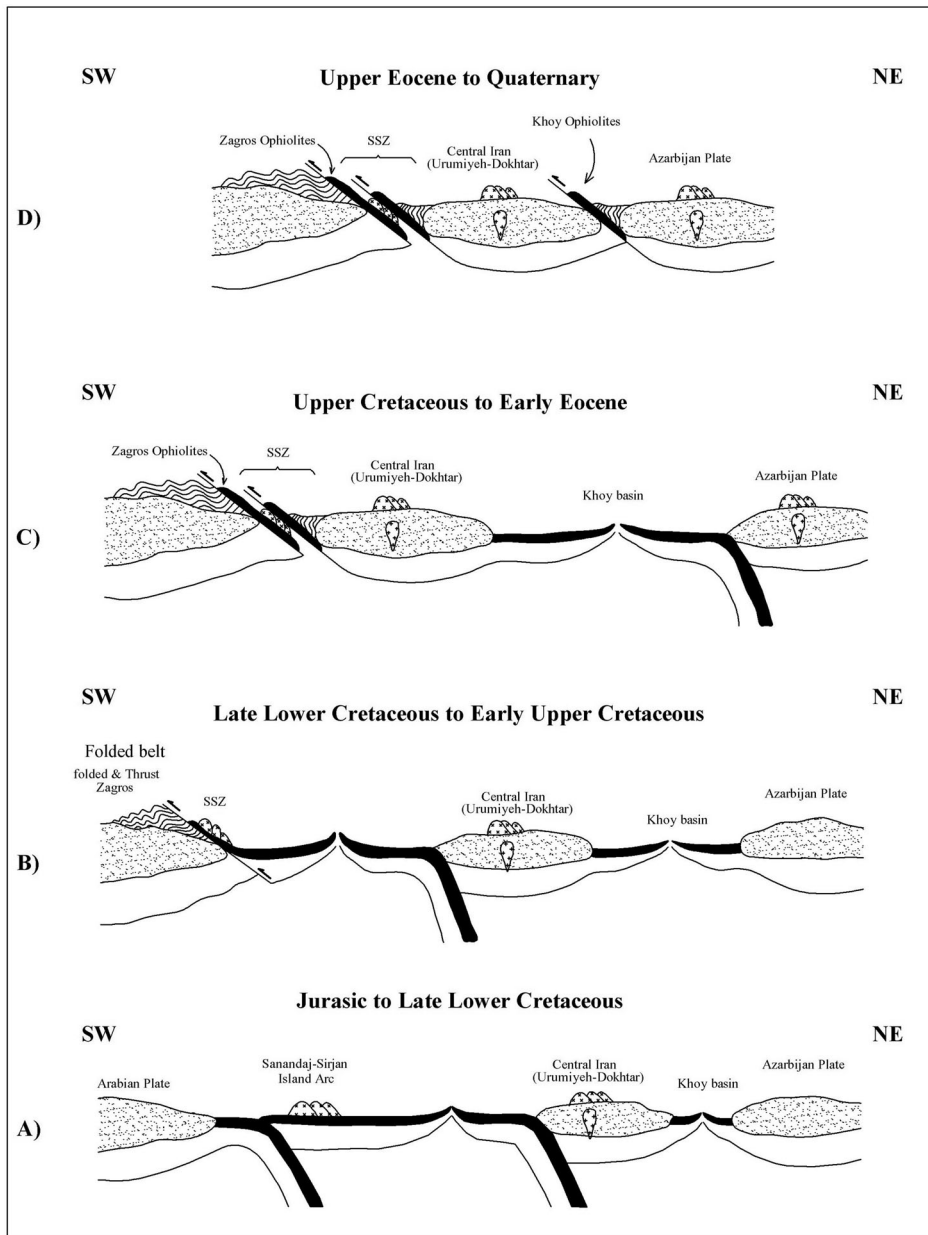 SW
Upper Eocene to Quaternary
NE
Khoy Ophiolites
Zagros Ophiolites
SSZ
Central Iran
(Urumiyeh-Dokhtar)
Azarbijan Plate
D)
SW
Upper Cretaceous to Early Eocene
NE
Zagros Ophiolites
SSZ
Central Iran
(Urumiyeh-Dokhtar)
Khoy basin
Azarbijan Plate
C)
SW
Late Lower Cretaceous to Early Upper Cretaceous
NE
Folded belt
folded & Thrust
Zagros
SSZ
Central Iran
(Urumiyeh-Dokhtar)
Khoy basin
Azarbijan Plate
B)
Jurasic to Late Lower Cretaceous
SW
NE
Arabian Plate
Sanandaj-Sirjan
Island Arc
Central Iran
(Urumiyeh-Dokhtar)
Khoy basin
Azarbijan Plate
A)